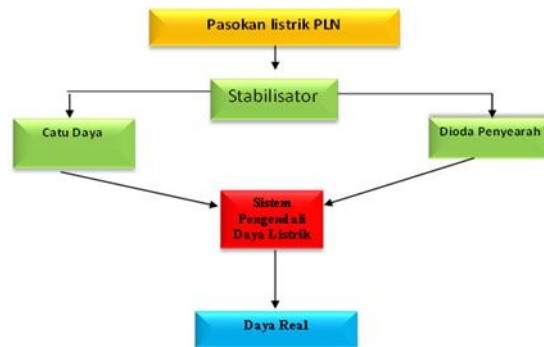 Pasokan listrik PLN
Stabilisator
Catu Daya
Dioda Penyearah
Sistem
Pengendali
Daya Listrik
Daya Real